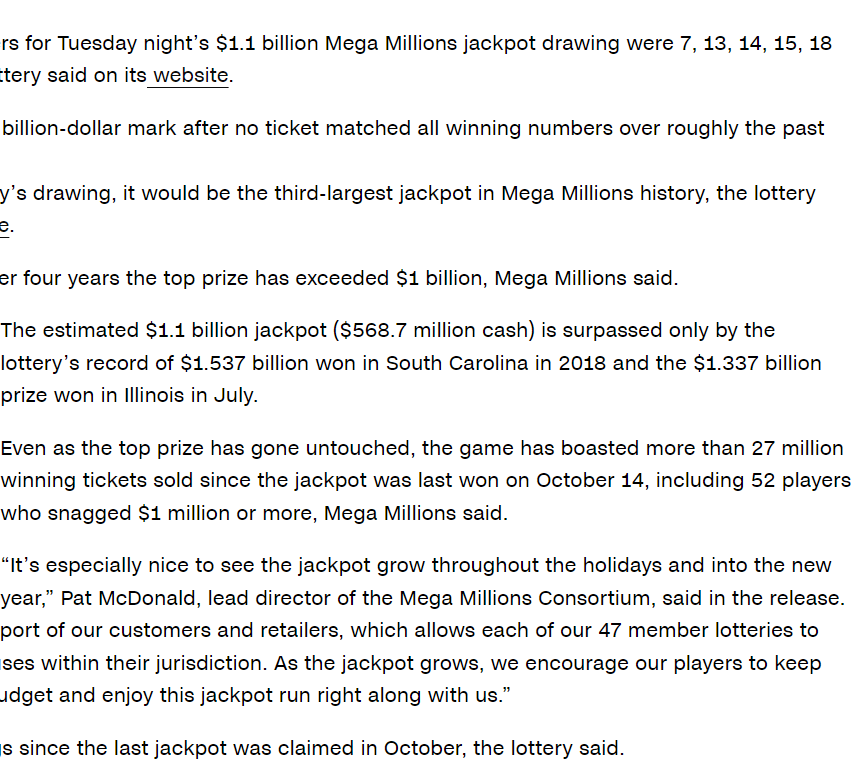 rs for Tuesday night’s $1.1 billion Mega Millions jackpot drawing were 7, 13, 14, 15, 18
ttery said on its website.
billion-dollar mark after no ticket matched all winning numbers over roughly the past
y’s drawing, it would be the third-largest jackpot in Mega Millions history, the lottery
e.
er four years the top prize has exceeded $1 billion, Mega Millions said.
The estimated $1.1 billion jackpot ($568.7 million cash) is surpassed only by the
lottery’s record of $1.537 billion won in South Carolina in 2018 and the $1.337 billion
prize won in Illinois in July.
Even as the top prize has gone untouched, the game has boasted more than 27 million
winning tickets sold since the jackpot was last won on October 14, including 52 players
who snagged $1 million or more, Mega Millions said.
“It’s especially nice to see the jackpot grow throughout the holidays and into the new
year,” Pat McDonald, lead director of the Mega Millions Consortium, said in the release.
port of our customers and retailers, which allows each of our 47 member lotteries to
ses within their jurisdiction. As the jackpot grows, we encourage our players to keep
udget and enjoy this jackpot run right along with us.”
s since the last jackpot was claimed in October, the lottery said.